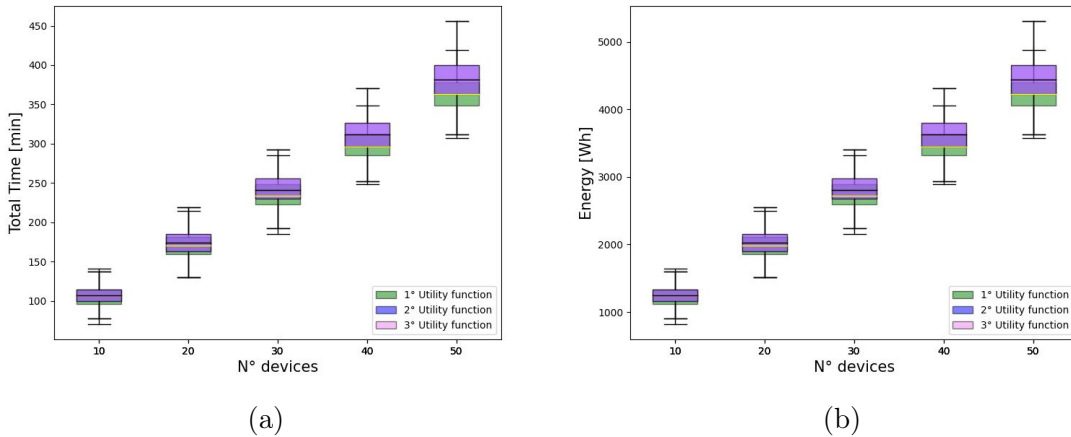 Total Time [min]
450
400
350
300
250
200
150
100
10 20 30 40 50
N° devices
1° Utility function
2° Utility function
3° Utility function
(a)
Energy [Wh]
5000
4000
3000
2000
1000
10 20 30 40 50
N° devices
1° Utility function
2° Utility function
3° Utility function
(b)